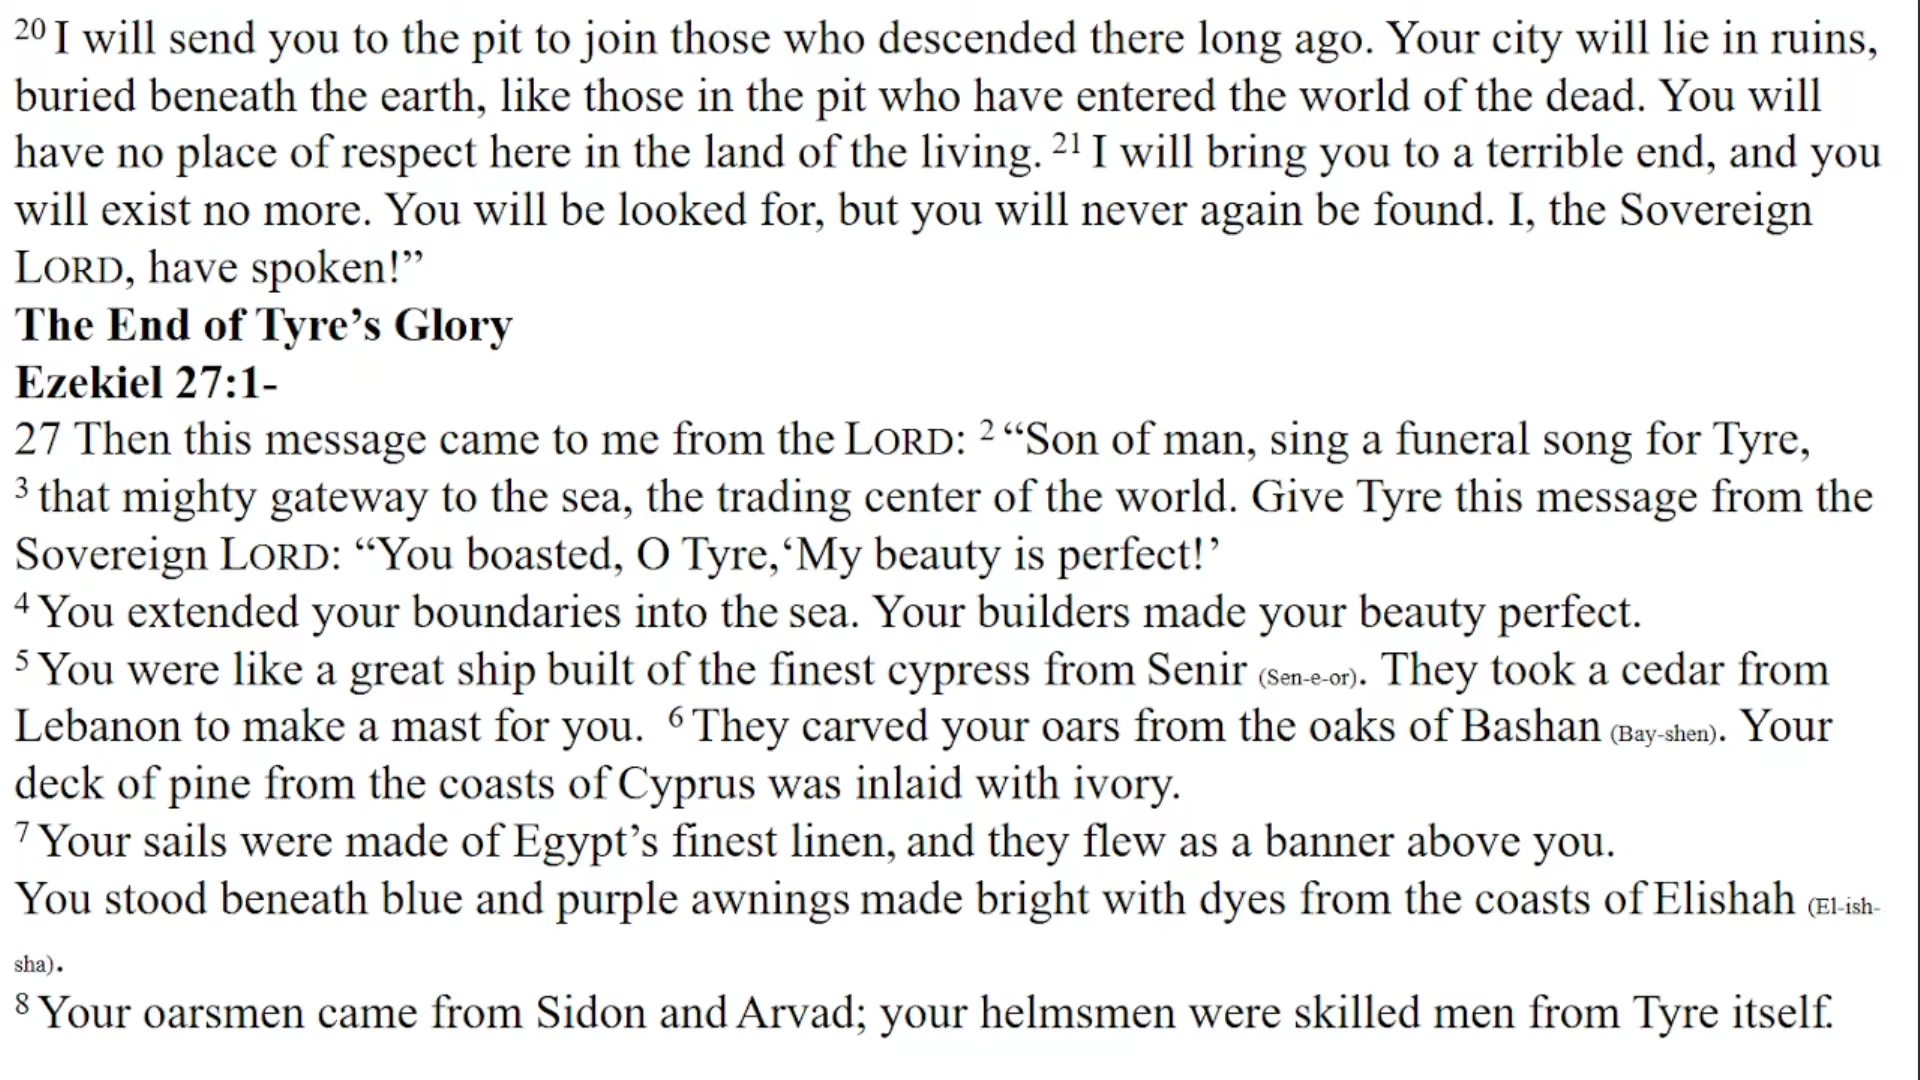 20 I will send you to the pit to join those who descended there long ago. Your city will lie in ruins,
buried beneath the earth, like those in the pit who have entered the world of the dead. You will
have no place of respect here in the land of the living. 21 I will bring you to a terrible end, and you
will exist no more. You will be looked for, but you will never again be found. I, the Sovereign
LORD, have spoken!”
The End of Tyre’s Glory
Ezekiel 27:1-
27 Then this message came to me from the LORD: 2 “Son of man, sing a funeral song for Tyre,
3 that mighty gateway to the sea, the trading center of the world. Give Tyre this message from the
Sovereign LORD: “You boasted, O Tyre,‘My beauty is perfect!’
4 You extended your boundaries into the sea. Your builders made your beauty perfect.
5 You were like a great ship built of the finest cypress from Senir (Sen-e-or). They took a cedar from
Lebanon to make a mast for you. 6 They carved your oars from the oaks of Bashan (Bay-shen). Your
deck of pine from the coasts of Cyprus was inlaid with ivory.
7 Your sails were made of Egypt’s finest linen, and they flew as a banner above you.
You stood beneath blue and purple awnings made bright with dyes from the coasts of Elishah (El-ish-
sha).
8 Your oarsmen came from Sidon and Arvad; your helmsmen were skilled men from Tyre itself.